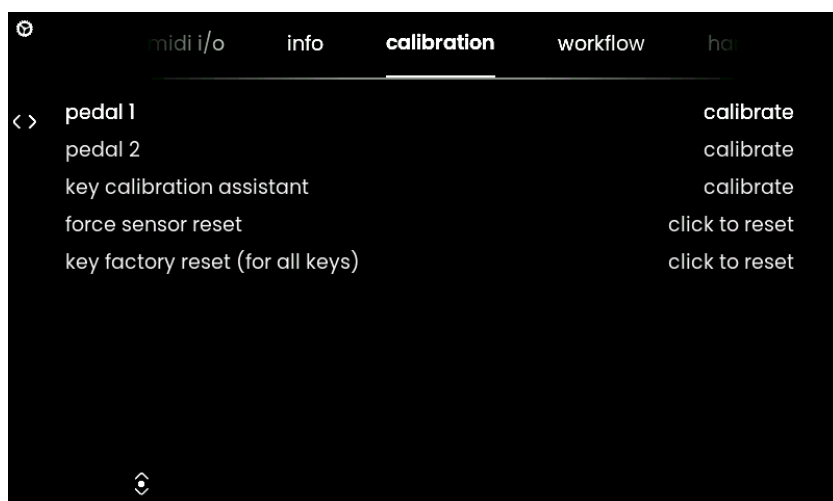 midi i/o info calibration workflow
pedal 1 calibrate
pedal 2 calibrate
key calibration assistant calibrate
force sensor reset click to reset
key factory reset (for all keys) click to reset